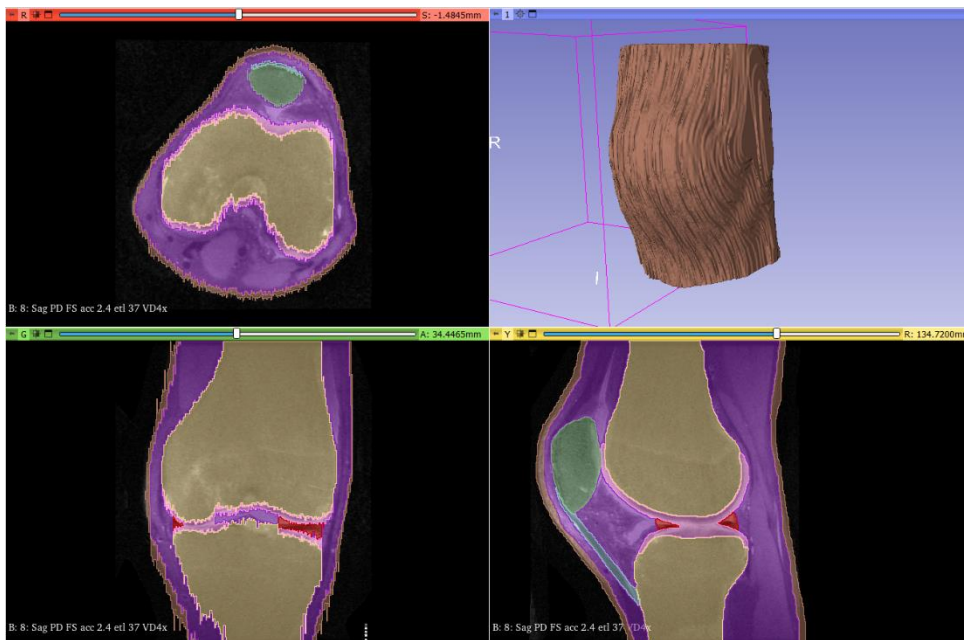 R S: -1.4845mm
1
R
I
B: 8: Sag PD FS acc 2.4 etl 37 VD4x
G A: 34.4465mm
Y R: 134.7200mm
B: 8: Sag PD FS acc 2.4 etl 37 VD4x
B: 8: Sag PD FS acc 2.4 etl 37 VD4x